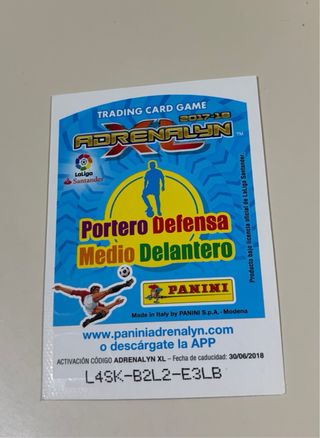 TRADING CARD GAME
2017-18
ADRENALYN XL™
LaLiga
Santander
Portero Defensa
Medio Delantero
Producto bajo licencia oficial de LaLiga Santander.
PANINI
Made in Italy by PANINI S.p.A. - Modena
www.paniniadrenalyn.com
o descárgate la APP
ACTIVACIÓN CÓDIGO ADRENALYN XL – Fecha de caducidad: 30/06/2018
L4SK-B2L2-E3LB